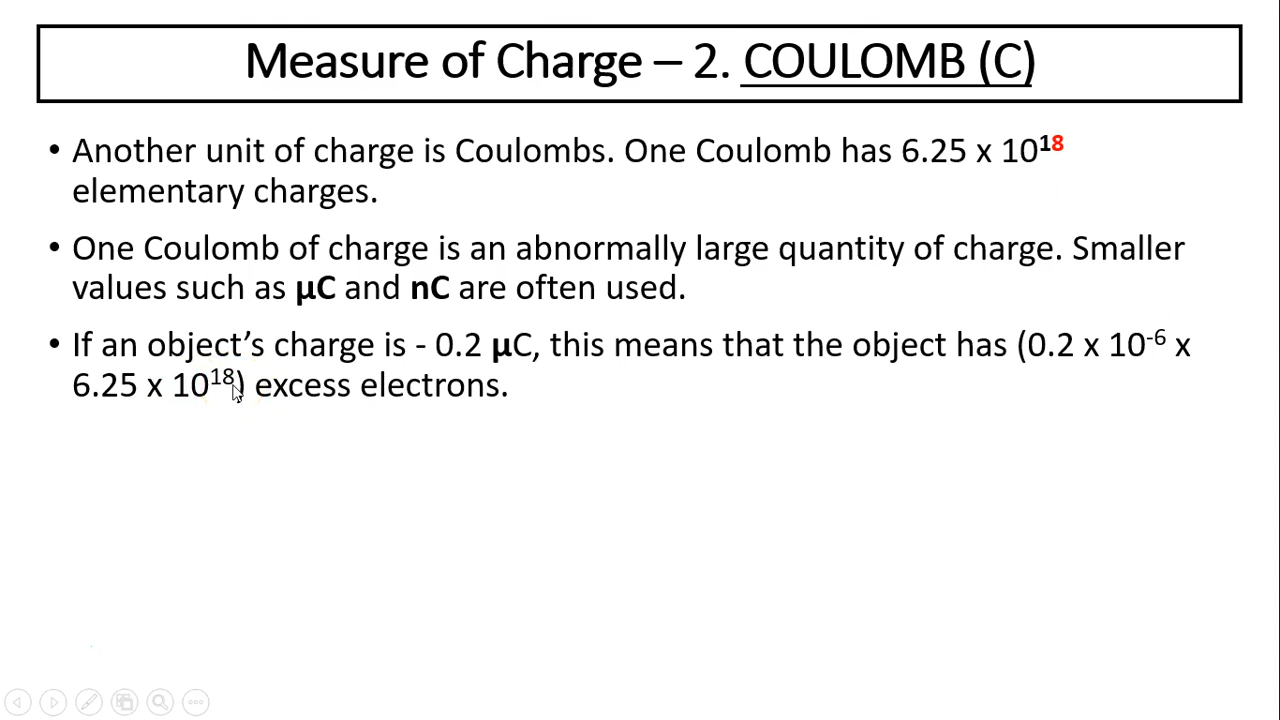 Measure of Charge – 2. COULOMB (C)
• Another unit of charge is Coulombs. One Coulomb has 6.25 x 10¹⁸
elementary charges.
• One Coulomb of charge is an abnormally large quantity of charge. Smaller
values such as µC and nC are often used.
• If an object’s charge is - 0.2 µC, this means that the object has (0.2 x 10⁻⁶ x
6.25 x 10¹⁸) excess electrons.